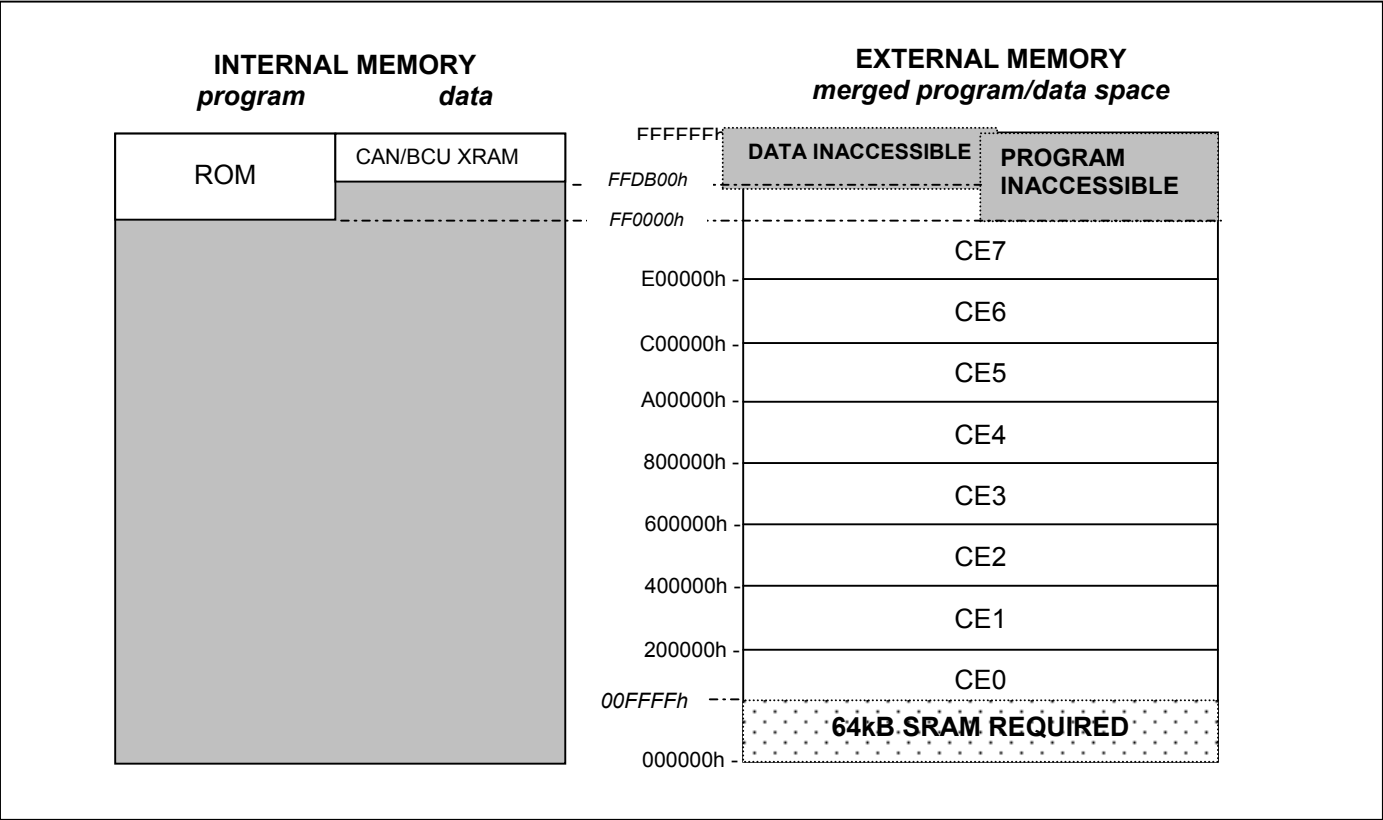 INTERNAL MEMORY
program data
ROM
CAN/BCU XRAM
EXTERNAL MEMORY
merged program/data space
FFFFFFh
DATA INACCESSIBLE
PROGRAM
INACCESSIBLE
FFDB00h
FF0000h
CE7
E00000h -
CE6
C00000h -
CE5
A00000h -
CE4
800000h -
CE3
600000h -
CE2
400000h -
CE1
200000h -
CE0
00FFFFh
64kB SRAM REQUIRED
000000h -